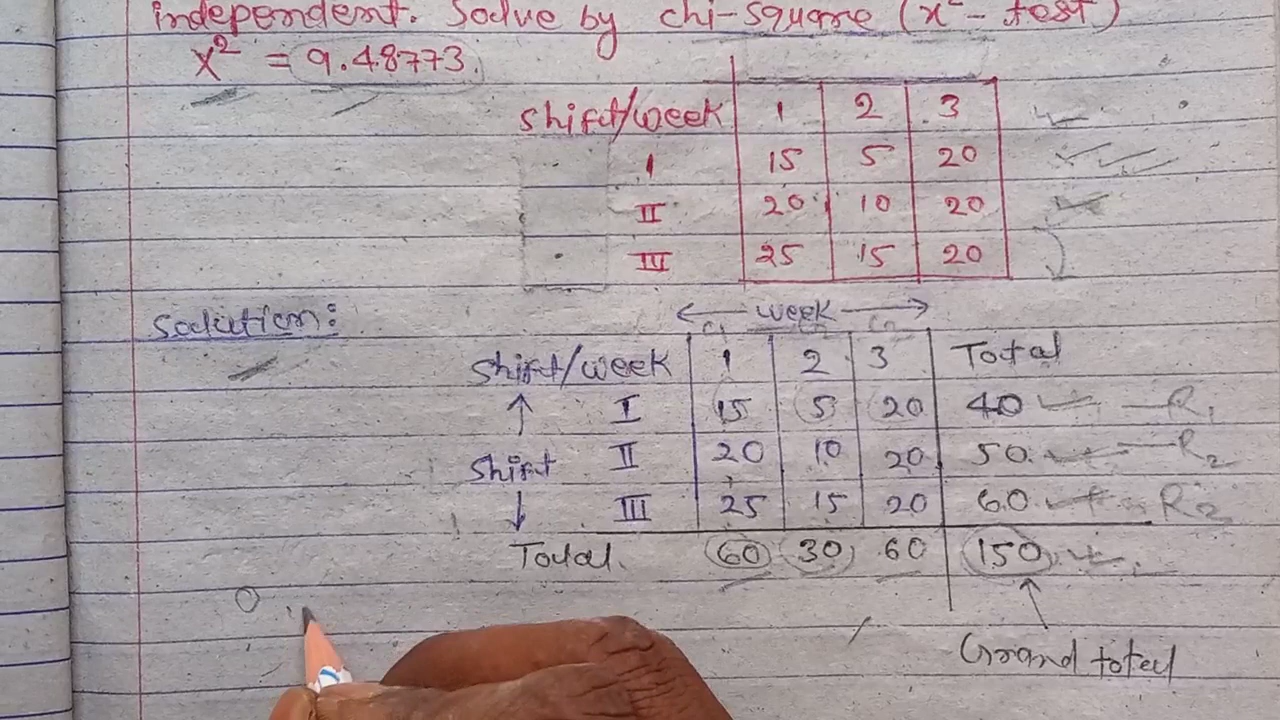 independent. Solve by chi-square (x²- test)
X² = 9.48773
Shift/week 1 2 3
I 15 5 20
II 20 10 20
III 25 15 20
Solution:
← week →
Shift/week 1 2 3 Total
I 15 5 20 40 R1
Shift II 20 10 20 50 R2
III 25 15 20 60
Total 60 30 60 150
Grand total